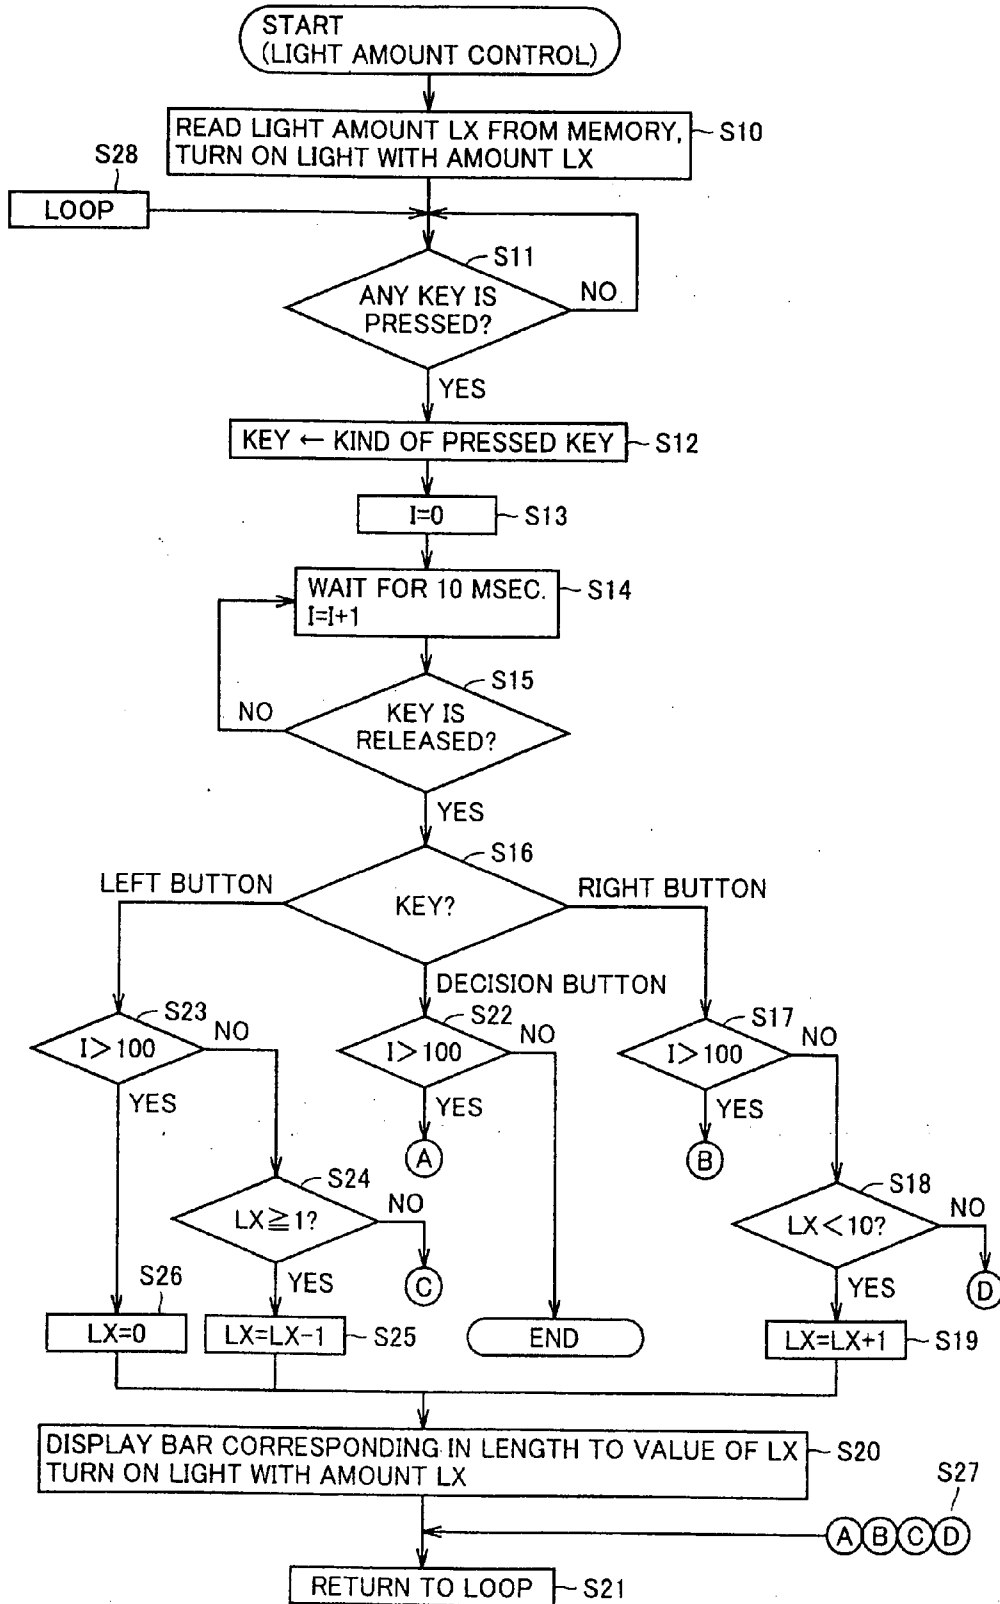 START
(LIGHT AMOUNT CONTROL)
READ LIGHT AMOUNT LX FROM MEMORY,
TURN ON LIGHT WITH AMOUNT LX
S10
S28
LOOP
S11
ANY KEY IS
PRESSED?
NO
YES
KEY ← KIND OF PRESSED KEY
S12
I=0
S13
WAIT FOR 10 MSEC.
I=I+1
S14
S15
KEY IS
RELEASED?
NO
YES
S16
KEY?
LEFT BUTTON
RIGHT BUTTON
DECISION BUTTON
S23
I>100
NO
YES
S22
I>100
NO
YES
A
S17
I>100
NO
YES
B
S24
LX≧1?
NO
YES
C
S18
LX<10?
NO
YES
D
S26
LX=0
LX=LX-1
S25
END
LX=LX+1
S19
DISPLAY BAR CORRESPONDING IN LENGTH TO VALUE OF LX
TURN ON LIGHT WITH AMOUNT LX
S20
S27
A B C D
RETURN TO LOOP
S21